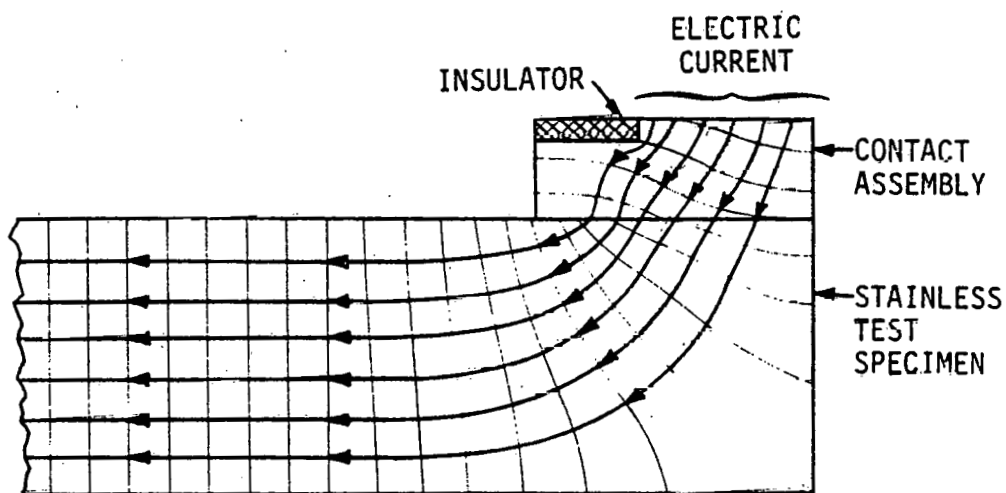 ELECTRIC
CURRENT
INSULATOR
CONTACT
ASSEMBLY
STAINLESS
TEST
SPECIMEN